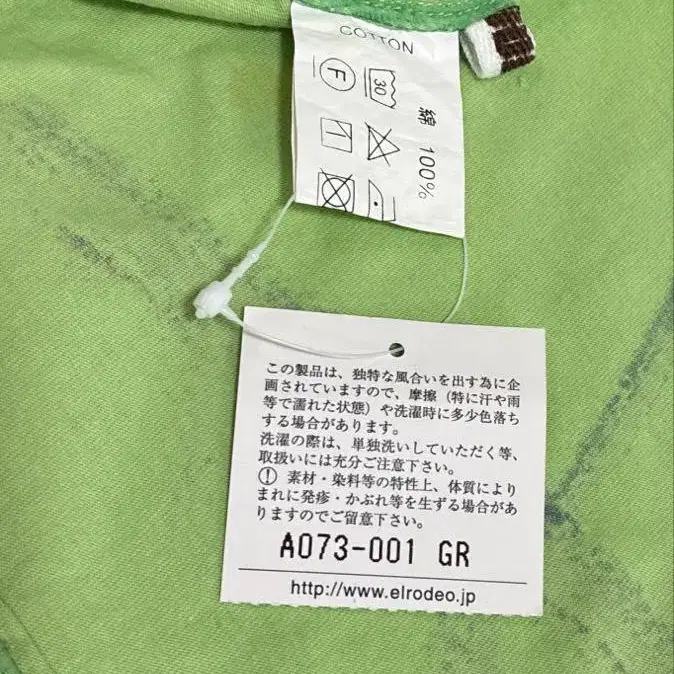 COTTON
綿 100%
30
F
この製品は、独特な風合いを出す為に企
画されていますので、摩擦（特に汗や雨
等で濡れた状態）や洗濯時に多少色落ち
する場合があります。
洗濯の際は、単独洗いしていただく等、
取扱いには充分ご注意下さい。
! 素材・染料等の特性上、体質により
まれに発疹・かぶれ等を生ずる場合があ
りますのでご留意下さい。
A073-001 GR
http://www.elrodeo.jp